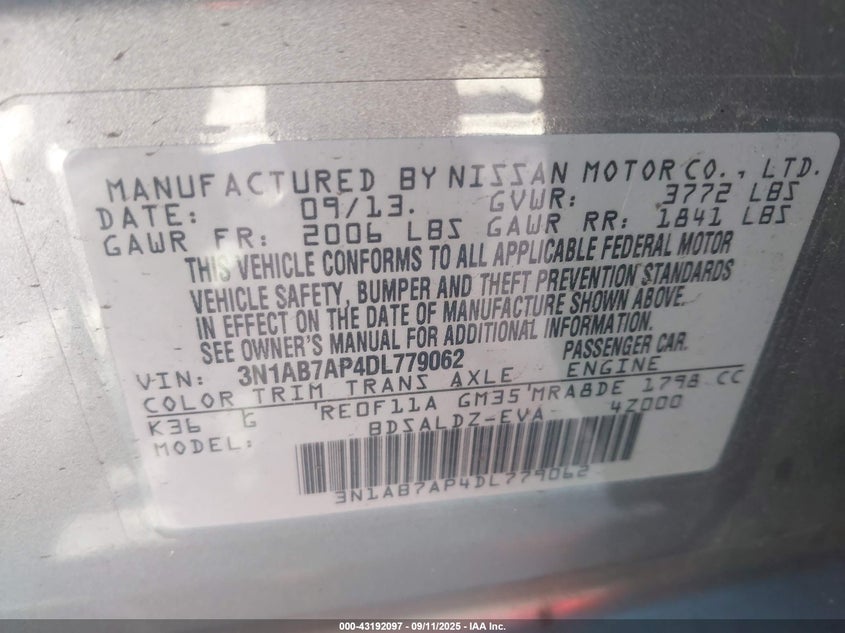 MANUFACTURED BY NISSAN MOTOR CO., LTD.
DATE: 09/13. GVWR: 3772 LBS
GAWR FR: 2006 LBS GAWR RR: 1841 LBS
THIS VEHICLE CONFORMS TO ALL APPLICABLE FEDERAL MOTOR
VEHICLE SAFETY, BUMPER AND THEFT PREVENTION STANDARDS
IN EFFECT ON THE DATE OF MANUFACTURE SHOWN ABOVE.
SEE OWNER'S MANUAL FOR ADDITIONAL INFORMATION.
VIN: 3N1AB7AP4DL779062 PASSENGER CAR.
COLOR TRIM TRANS AXLE ENGINE
K36 G RE0F11A GM35 MRA8DE 1798 CC
MODEL: BDSALDZ-EVA 4Z000
3N1AB7AP4DL779062
000-43192097 - 09/11/2025 - IAA Inc.